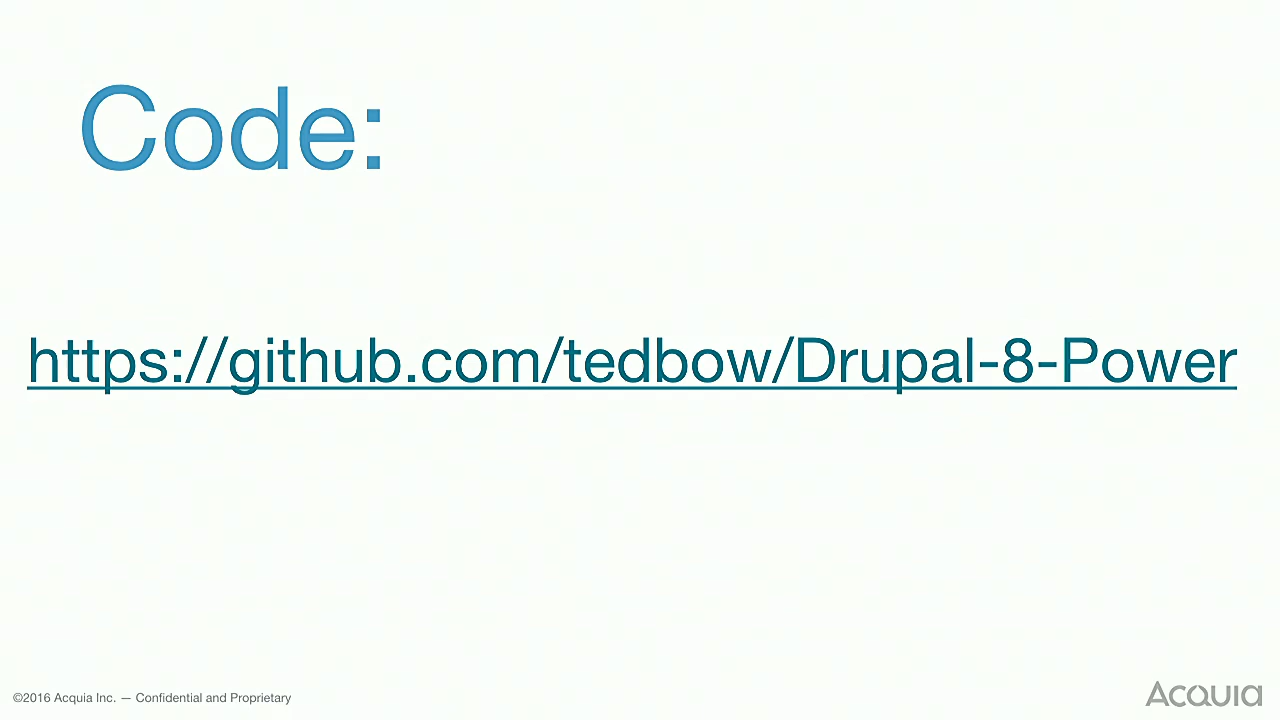 Code:
https://github.com/tedbow/Drupal-8-Power
©2016 Acquia Inc. — Confidential and Proprietary
Acquia